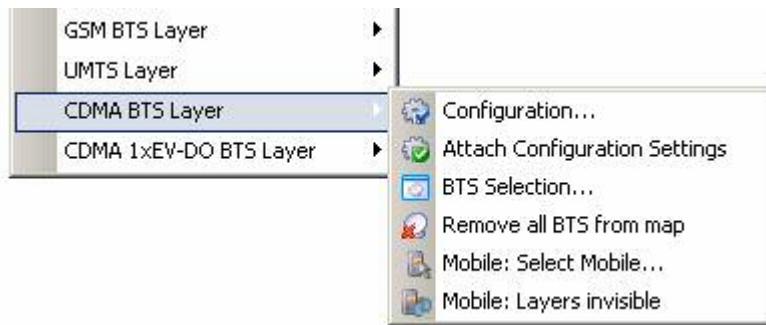 GSM BTS Layer
UMTS Layer
CDMA BTS Layer
CDMA 1xEV-DO BTS Layer
Configuration...
Attach Configuration Settings
BTS Selection...
Remove all BTS from map
Mobile: Select Mobile...
Mobile: Layers invisible